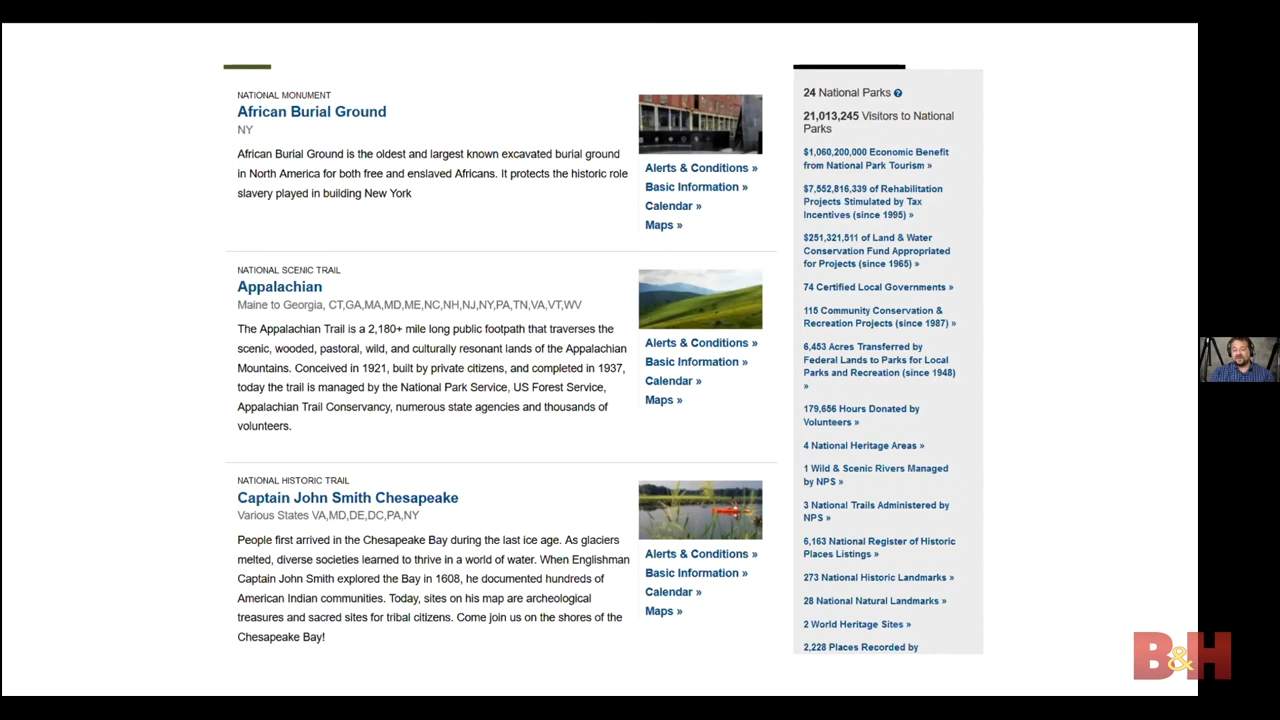 NATIONAL MONUMENT
African Burial Ground
NY
African Burial Ground is the oldest and largest known excavated burial ground
in North America for both free and enslaved Africans. It protects the historic role
slavery played in building New York
Alerts & Conditions »
Basic Information »
Calendar »
Maps »
NATIONAL SCENIC TRAIL
Appalachian
Maine to Georgia, CT,GA,MA,MD,ME,NC,NH,NJ,NY,PA,TN,VA,VT,WV
The Appalachian Trail is a 2,180+ mile long public footpath that traverses the
scenic, wooded, pastoral, wild, and culturally resonant lands of the Appalachian
Mountains. Conceived in 1921, built by private citizens, and completed in 1937,
today the trail is managed by the National Park Service, US Forest Service,
Appalachian Trail Conservancy, numerous state agencies and thousands of
volunteers.
Alerts & Conditions »
Basic Information »
Calendar »
Maps »
NATIONAL HISTORIC TRAIL
Captain John Smith Chesapeake
Various States VA,MD,DE,DC,PA,NY
People first arrived in the Chesapeake Bay during the last ice age. As glaciers
melted, diverse societies learned to thrive in a world of water. When Englishman
Captain John Smith explored the Bay in 1608, he documented hundreds of
American Indian communities. Today, sites on his map are archeological
treasures and sacred sites for tribal citizens. Come join us on the shores of the
Chesapeake Bay!
Alerts & Conditions »
Basic Information »
Calendar »
Maps »
24 National Parks ?
21,013,245 Visitors to National
Parks
$1,060,200,000 Economic Benefit
from National Park Tourism »
$7,552,816,339 of Rehabilitation
Projects Stimulated by Tax
Incentives (since 1995) »
$251,321,511 of Land & Water
Conservation Fund Appropriated
for Projects (since 1965) »
74 Certified Local Governments »
115 Community Conservation &
Recreation Projects (since 1987) »
6,453 Acres Transferred by
Federal Lands to Parks for Local
Parks and Recreation (since 1948)
»
179,656 Hours Donated by
Volunteers »
4 National Heritage Areas »
1 Wild & Scenic Rivers Managed
by NPS »
3 National Trails Administered by
NPS »
6,163 National Register of Historic
Places Listings »
273 National Historic Landmarks »
28 National Natural Landmarks »
2 World Heritage Sites »
2,228 Places Recorded by
B&H